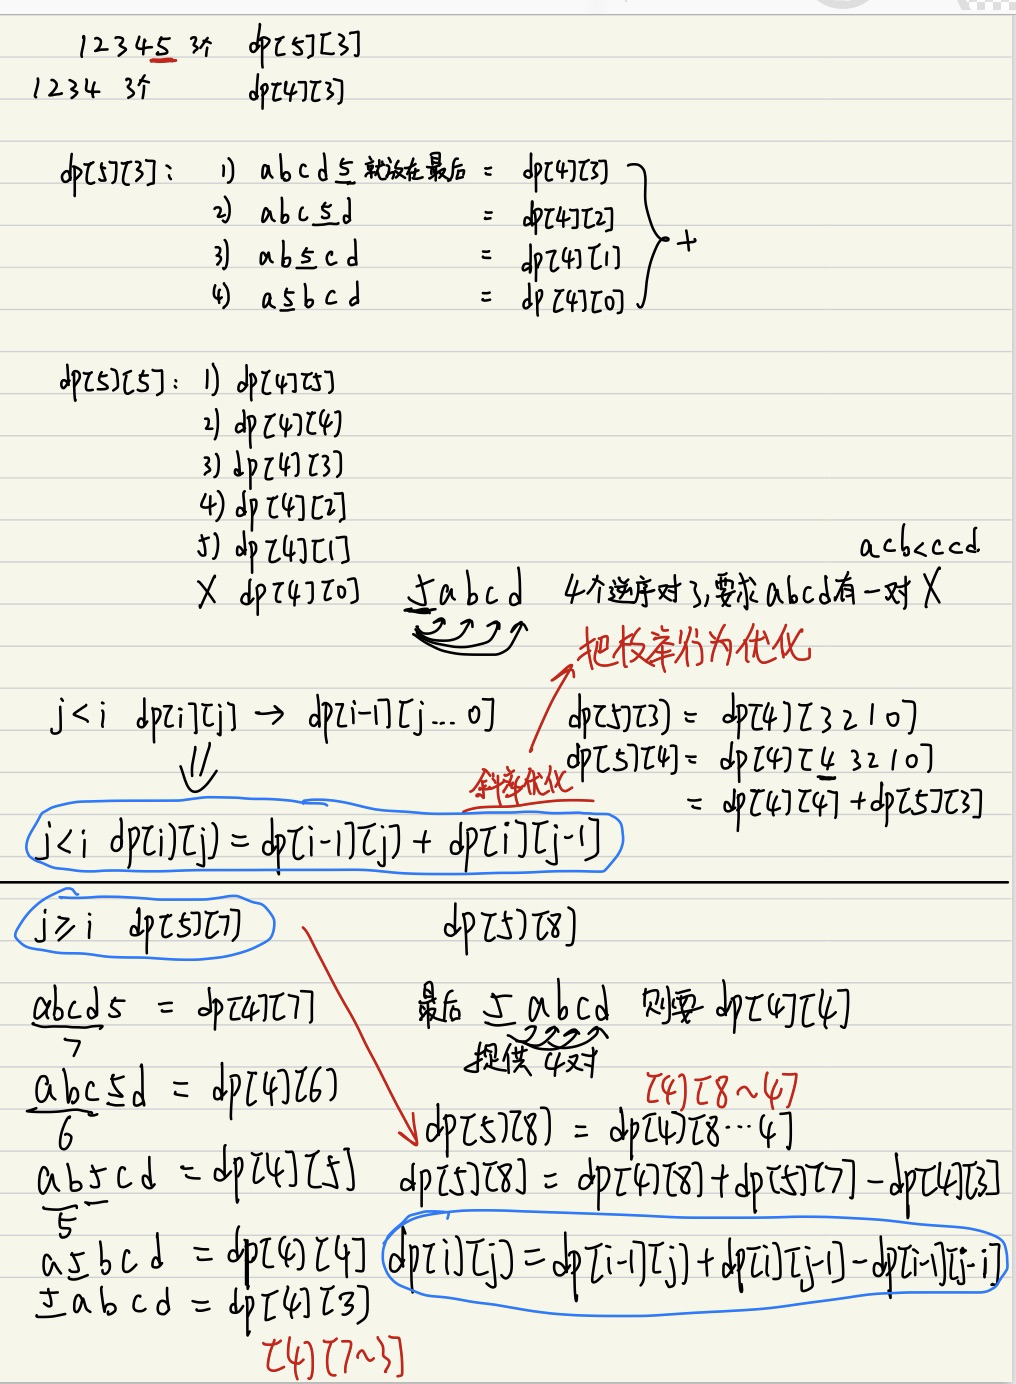 12345 3个 dp[5][3]
1234 3个 dp[4][3]
dp[5][3]: 1) abcd5 就放在最后 = dp[4][3]
2) abc5d = dp[4][2]
3) ab5cd = dp[4][1]
4) a5bcd = dp[4][0]
+
dp[5][5]: 1) dp[4][5]
2) dp[4][4]
3) dp[4][3]
4) dp[4][2]
5) dp[4][1]
acb<ccd
X dp[4][0] 5abcd 4个逆序对了,要求abcd有一对 X
把枚举行为优化
j<i dp[i][j] → dp[i-1][j...0]
dp[5][3] = dp[4][3 2 1 0]
dp[5][4] = dp[4][4 3 2 1 0]
= dp[4][4] + dp[5][3]
斜率优化
j<i dp[i][j] = dp[i-1][j] + dp[i][j-1]
j≥i dp[5][7]
abcd5 = dp[4][7]
7
abc5d = dp[4][6]
6
ab5cd = dp[4][5]
5
a5bcd = dp[4][4]
5abcd = dp[4][3]
[4][7~3]
dp[5][8]
最后 5abcd 则要 dp[4][4]
提供 4对
[4][8~4]
dp[5][8] = dp[4][8...4]
dp[5][8] = dp[4][8] + dp[5][7] - dp[4][3]
dp[i][j] = dp[i-1][j] + dp[i][j-1] - dp[i-1][j-i]